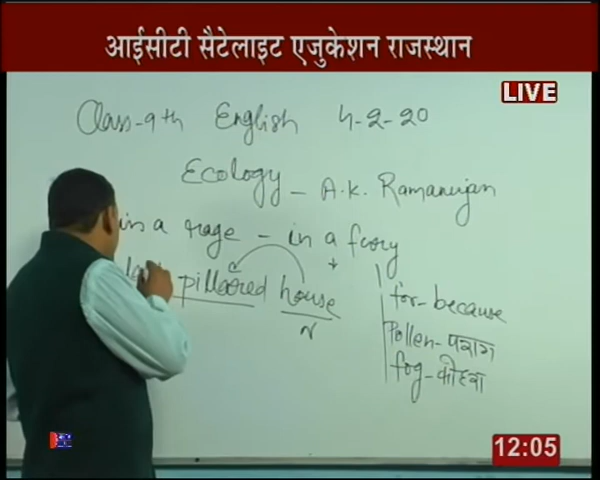 आईसीटी सैटेलाइट एजुकेशन राजस्थान
LIVE
Class-9th English 4-2-20
Ecology - A.K. Ramanujan
in a rage - in a fury
pillared house
N
for - because
Pollen - पराग
fog - कोहरा
12:05